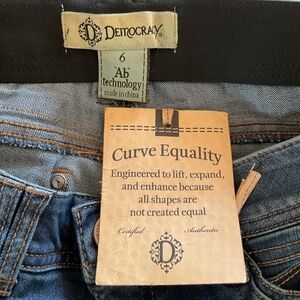 D DEMOCRACY
6
"Ab"
technology
made in china
Curve Equality
Engineered to lift, expand,
and enhance because
all shapes are
not created equal
Certified Authentic
D